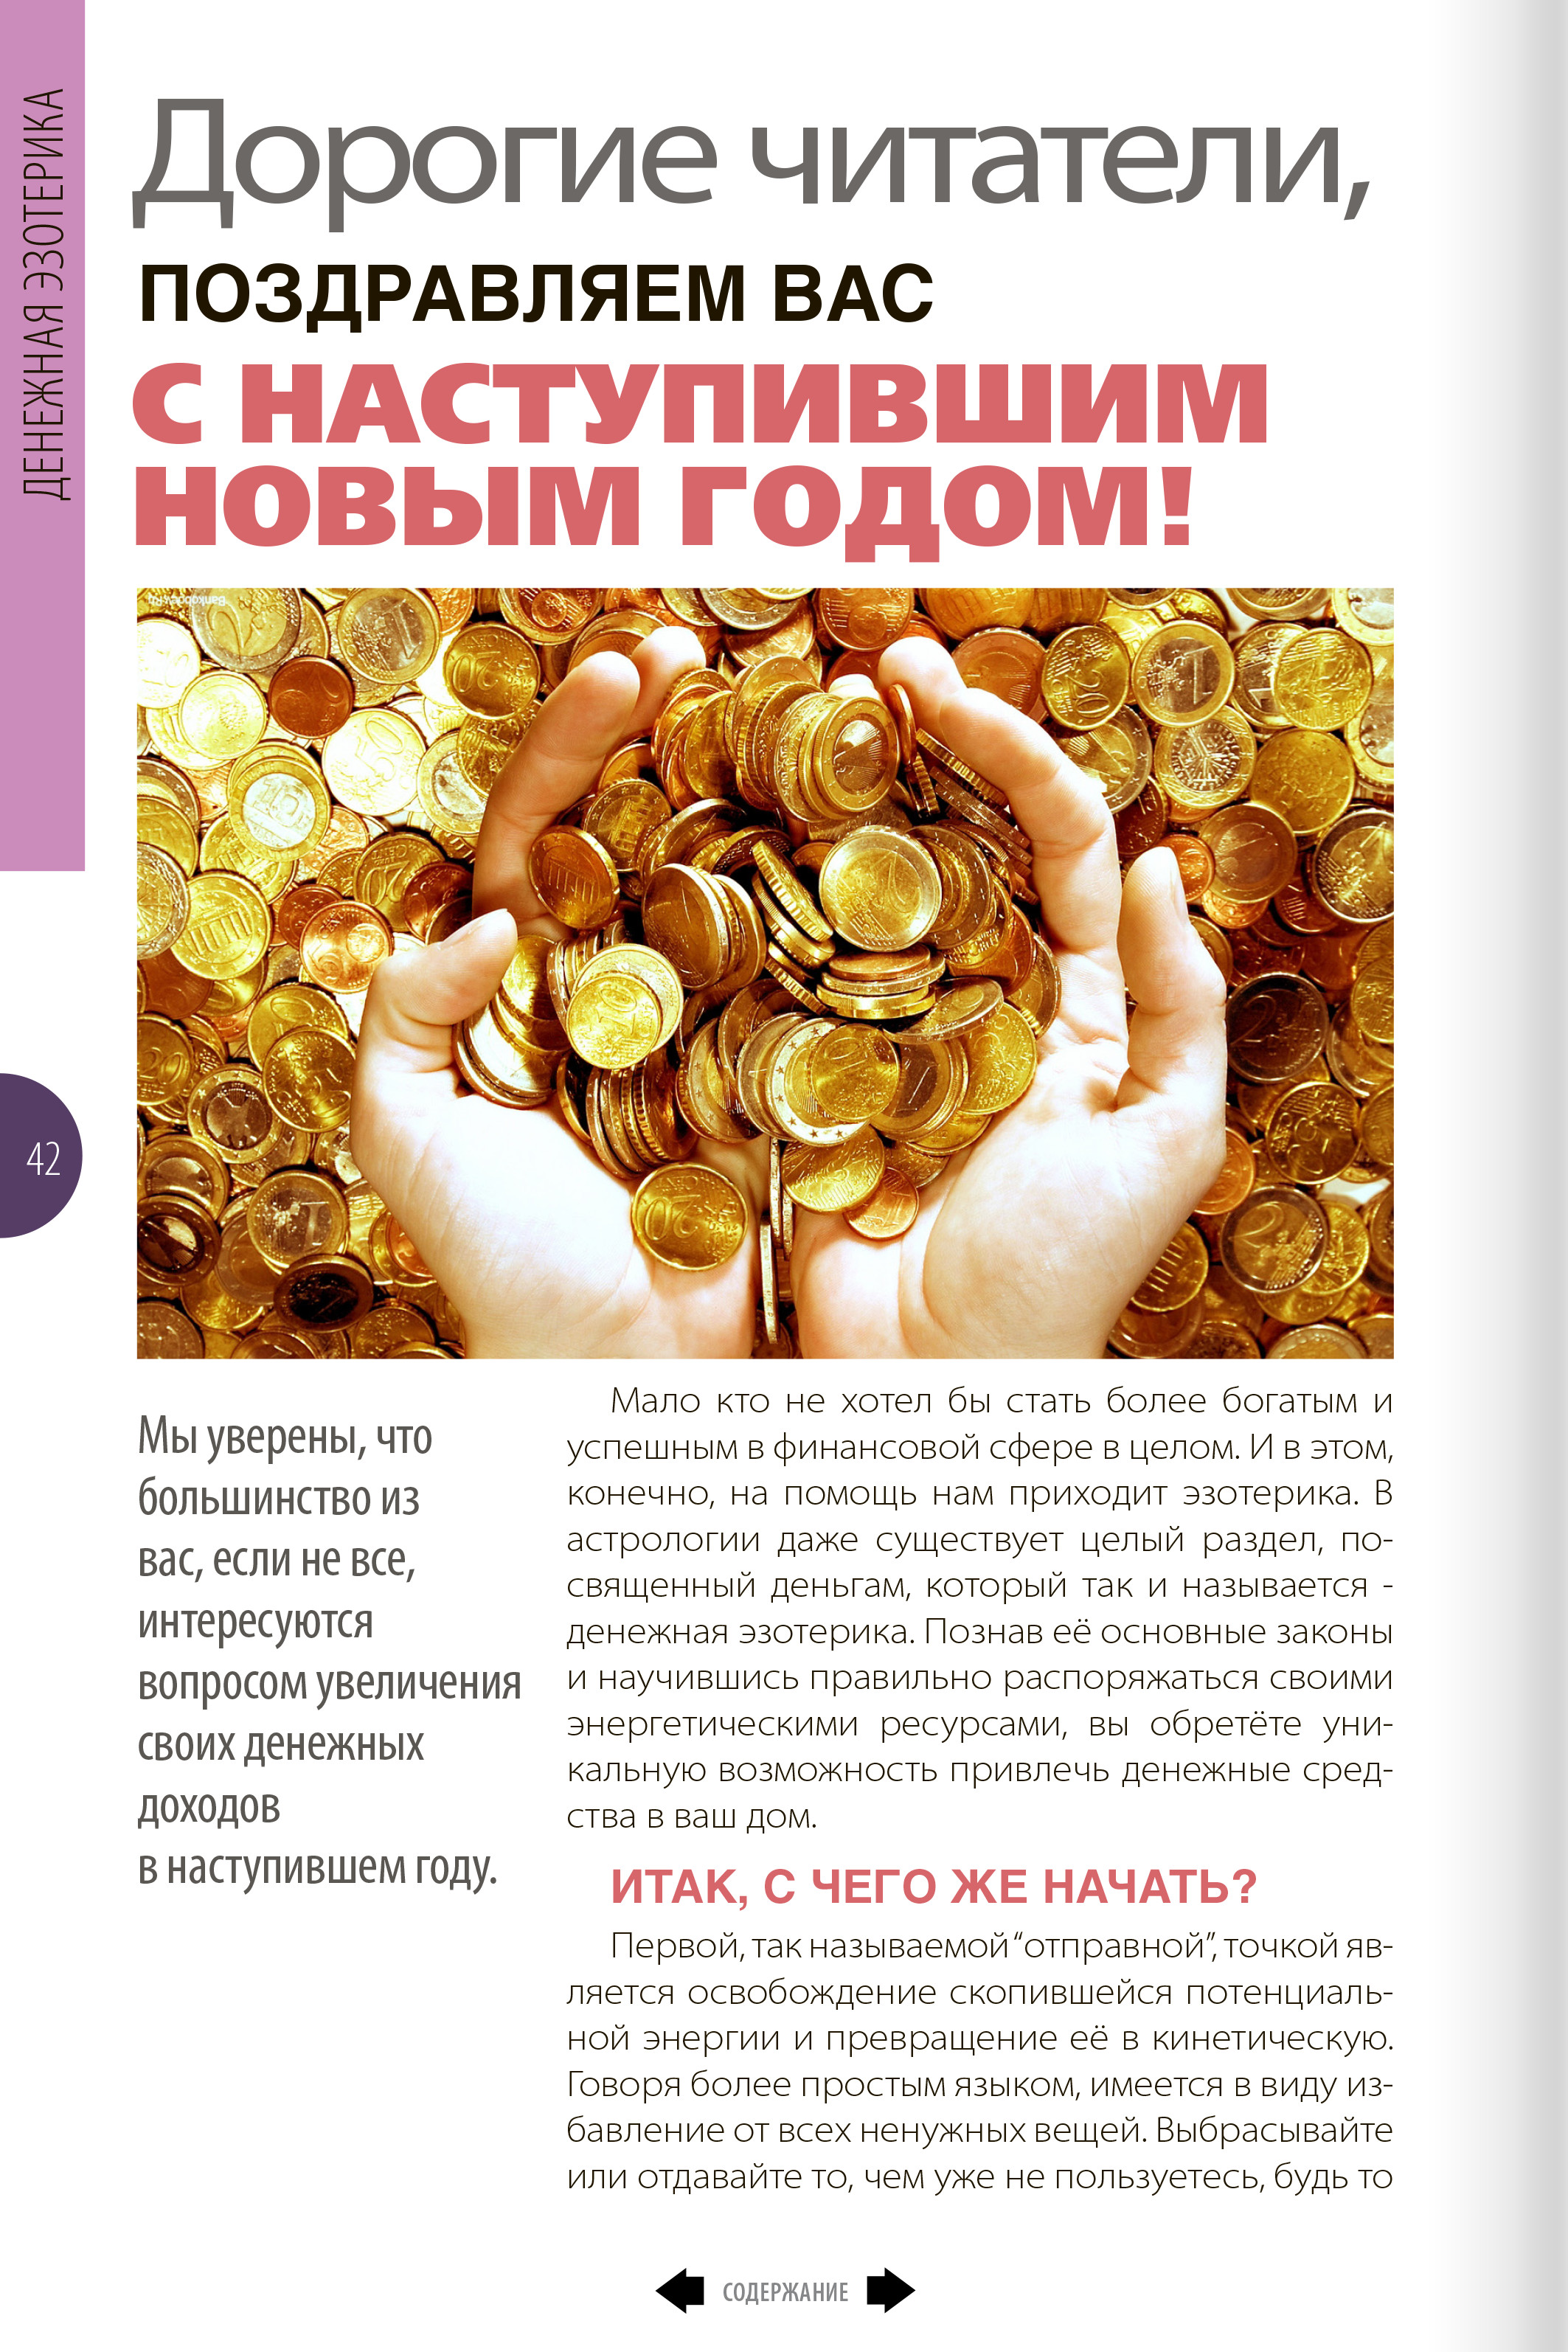 ДЕНЕЖНАЯ ЭЗОТЕРИКА
Дорогие читатели,
ПОЗДРАВЛЯЕМ ВАС
С НАСТУПИВШИМ
НОВЫМ ГОДОМ!
42
Мы уверены, что
большинство из
вас, если не все,
интересуются
вопросом увеличения
своих денежных
доходов
в наступившем году.
Мало кто не хотел бы стать более богатым и
успешным в финансовой сфере в целом. И в этом,
конечно, на помощь нам приходит эзотерика. В
астрологии даже существует целый раздел, по-
священный деньгам, который так и называется -
денежная эзотерика. Познав её основные законы
и научившись правильно распоряжаться своими
энергетическими ресурсами, вы обретёте уни-
кальную возможность привлечь денежные сред-
ства в ваш дом.
ИТАК, С ЧЕГО ЖЕ НАЧАТЬ?
Первой, так называемой “отправной”, точкой яв-
ляется освобождение скопившейся потенциаль-
ной энергии и превращение её в кинетическую.
Говоря более простым языком, имеется в виду из-
бавление от всех ненужных вещей. Выбрасывайте
или отдавайте то, чем уже не пользуетесь, будь то
СОДЕРЖАНИЕ